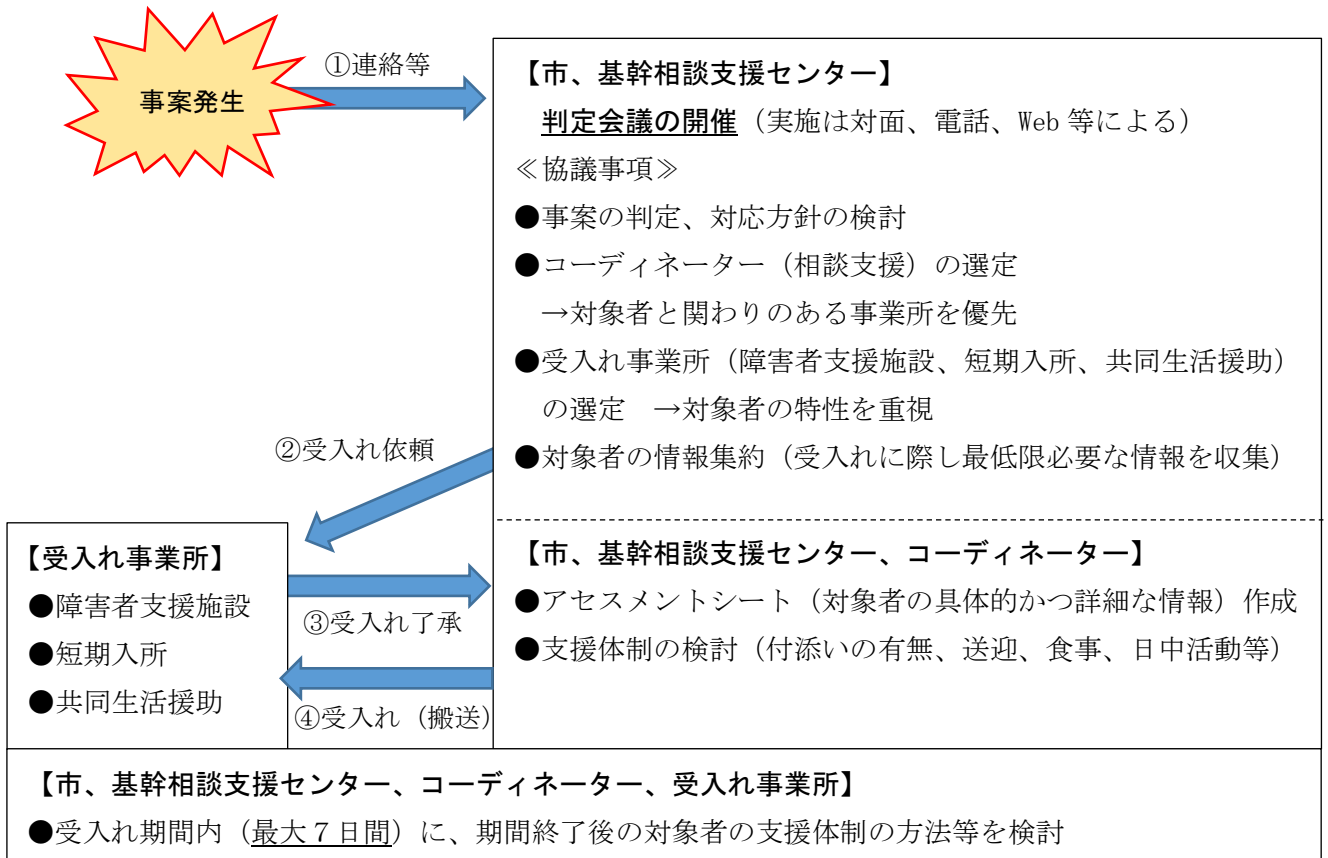 事案発生
①連絡等
【市、基幹相談支援センター】
判定会議の開催（実施は対面、電話、Web 等による）
≪協議事項≫
●事案の判定、対応方針の検討
●コーディネーター（相談支援）の選定
→対象者と関わりのある事業所を優先
●受入れ事業所（障害者支援施設、短期入所、共同生活援助）
の選定　→対象者の特性を重視
●対象者の情報集約（受入れに際し最低限必要な情報を収集）
②受入れ依頼
【受入れ事業所】
●障害者支援施設
●短期入所
●共同生活援助
③受入れ了承
④受入れ（搬送）
【市、基幹相談支援センター、コーディネーター】
●アセスメントシート（対象者の具体的かつ詳細な情報）作成
●支援体制の検討（付添いの有無、送迎、食事、日中活動等）
【市、基幹相談支援センター、コーディネーター、受入れ事業所】
●受入れ期間内（最大７日間）に、期間終了後の対象者の支援体制の方法等を検討